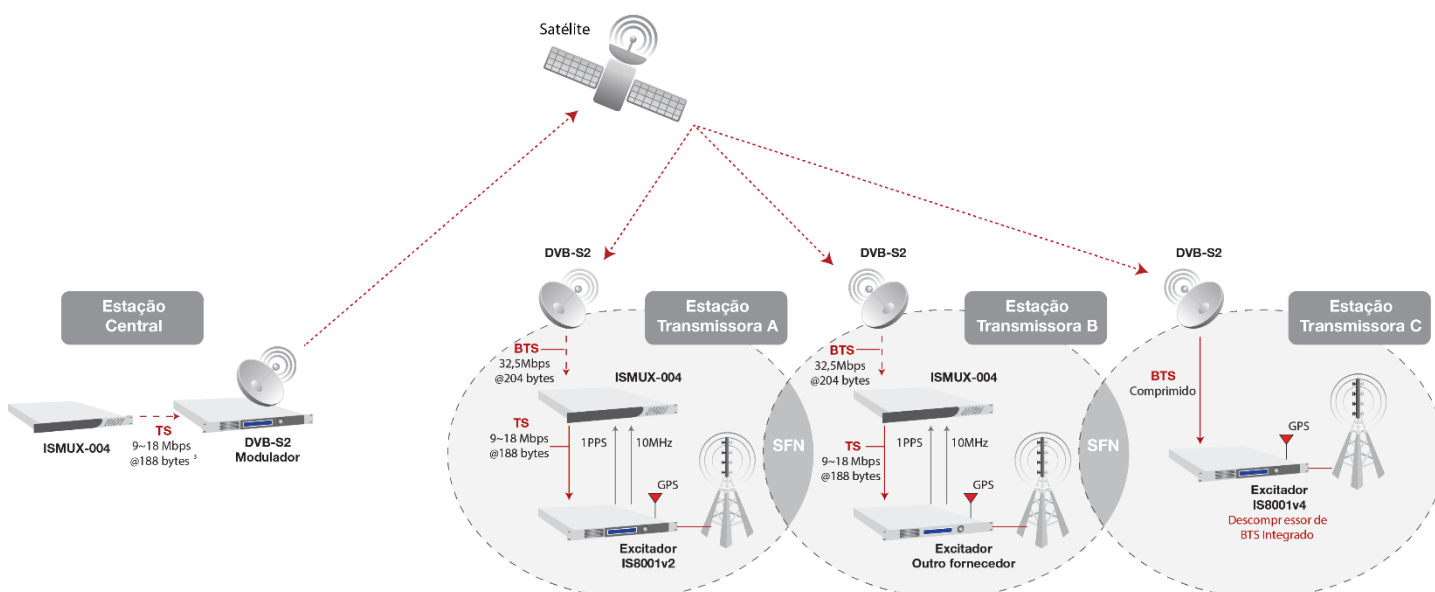 Satélite
Estação
Central
ISMUX-004
TS
9~18 Mbps
@188 bytes ³
DVB-S2
Modulador
DVB-S2
Estação
Transmissora A
BTS
32,5Mbps
@204 bytes
ISMUX-004
TS
9~18 Mbps
@188 bytes
1PPS
10MHz
GPS
Excitador
IS8001v2
SFN
DVB-S2
Estação
Transmissora B
BTS
32,5Mbps
@204 bytes
ISMUX-004
TS
9~18 Mbps
@188 bytes
1PPS
10MHz
GPS
Excitador
Outro fornecedor
SFN
DVB-S2
Estação
Transmissora C
BTS
Comprimido
GPS
Excitador
IS8001v4
Descompressor de
BTS Integrado